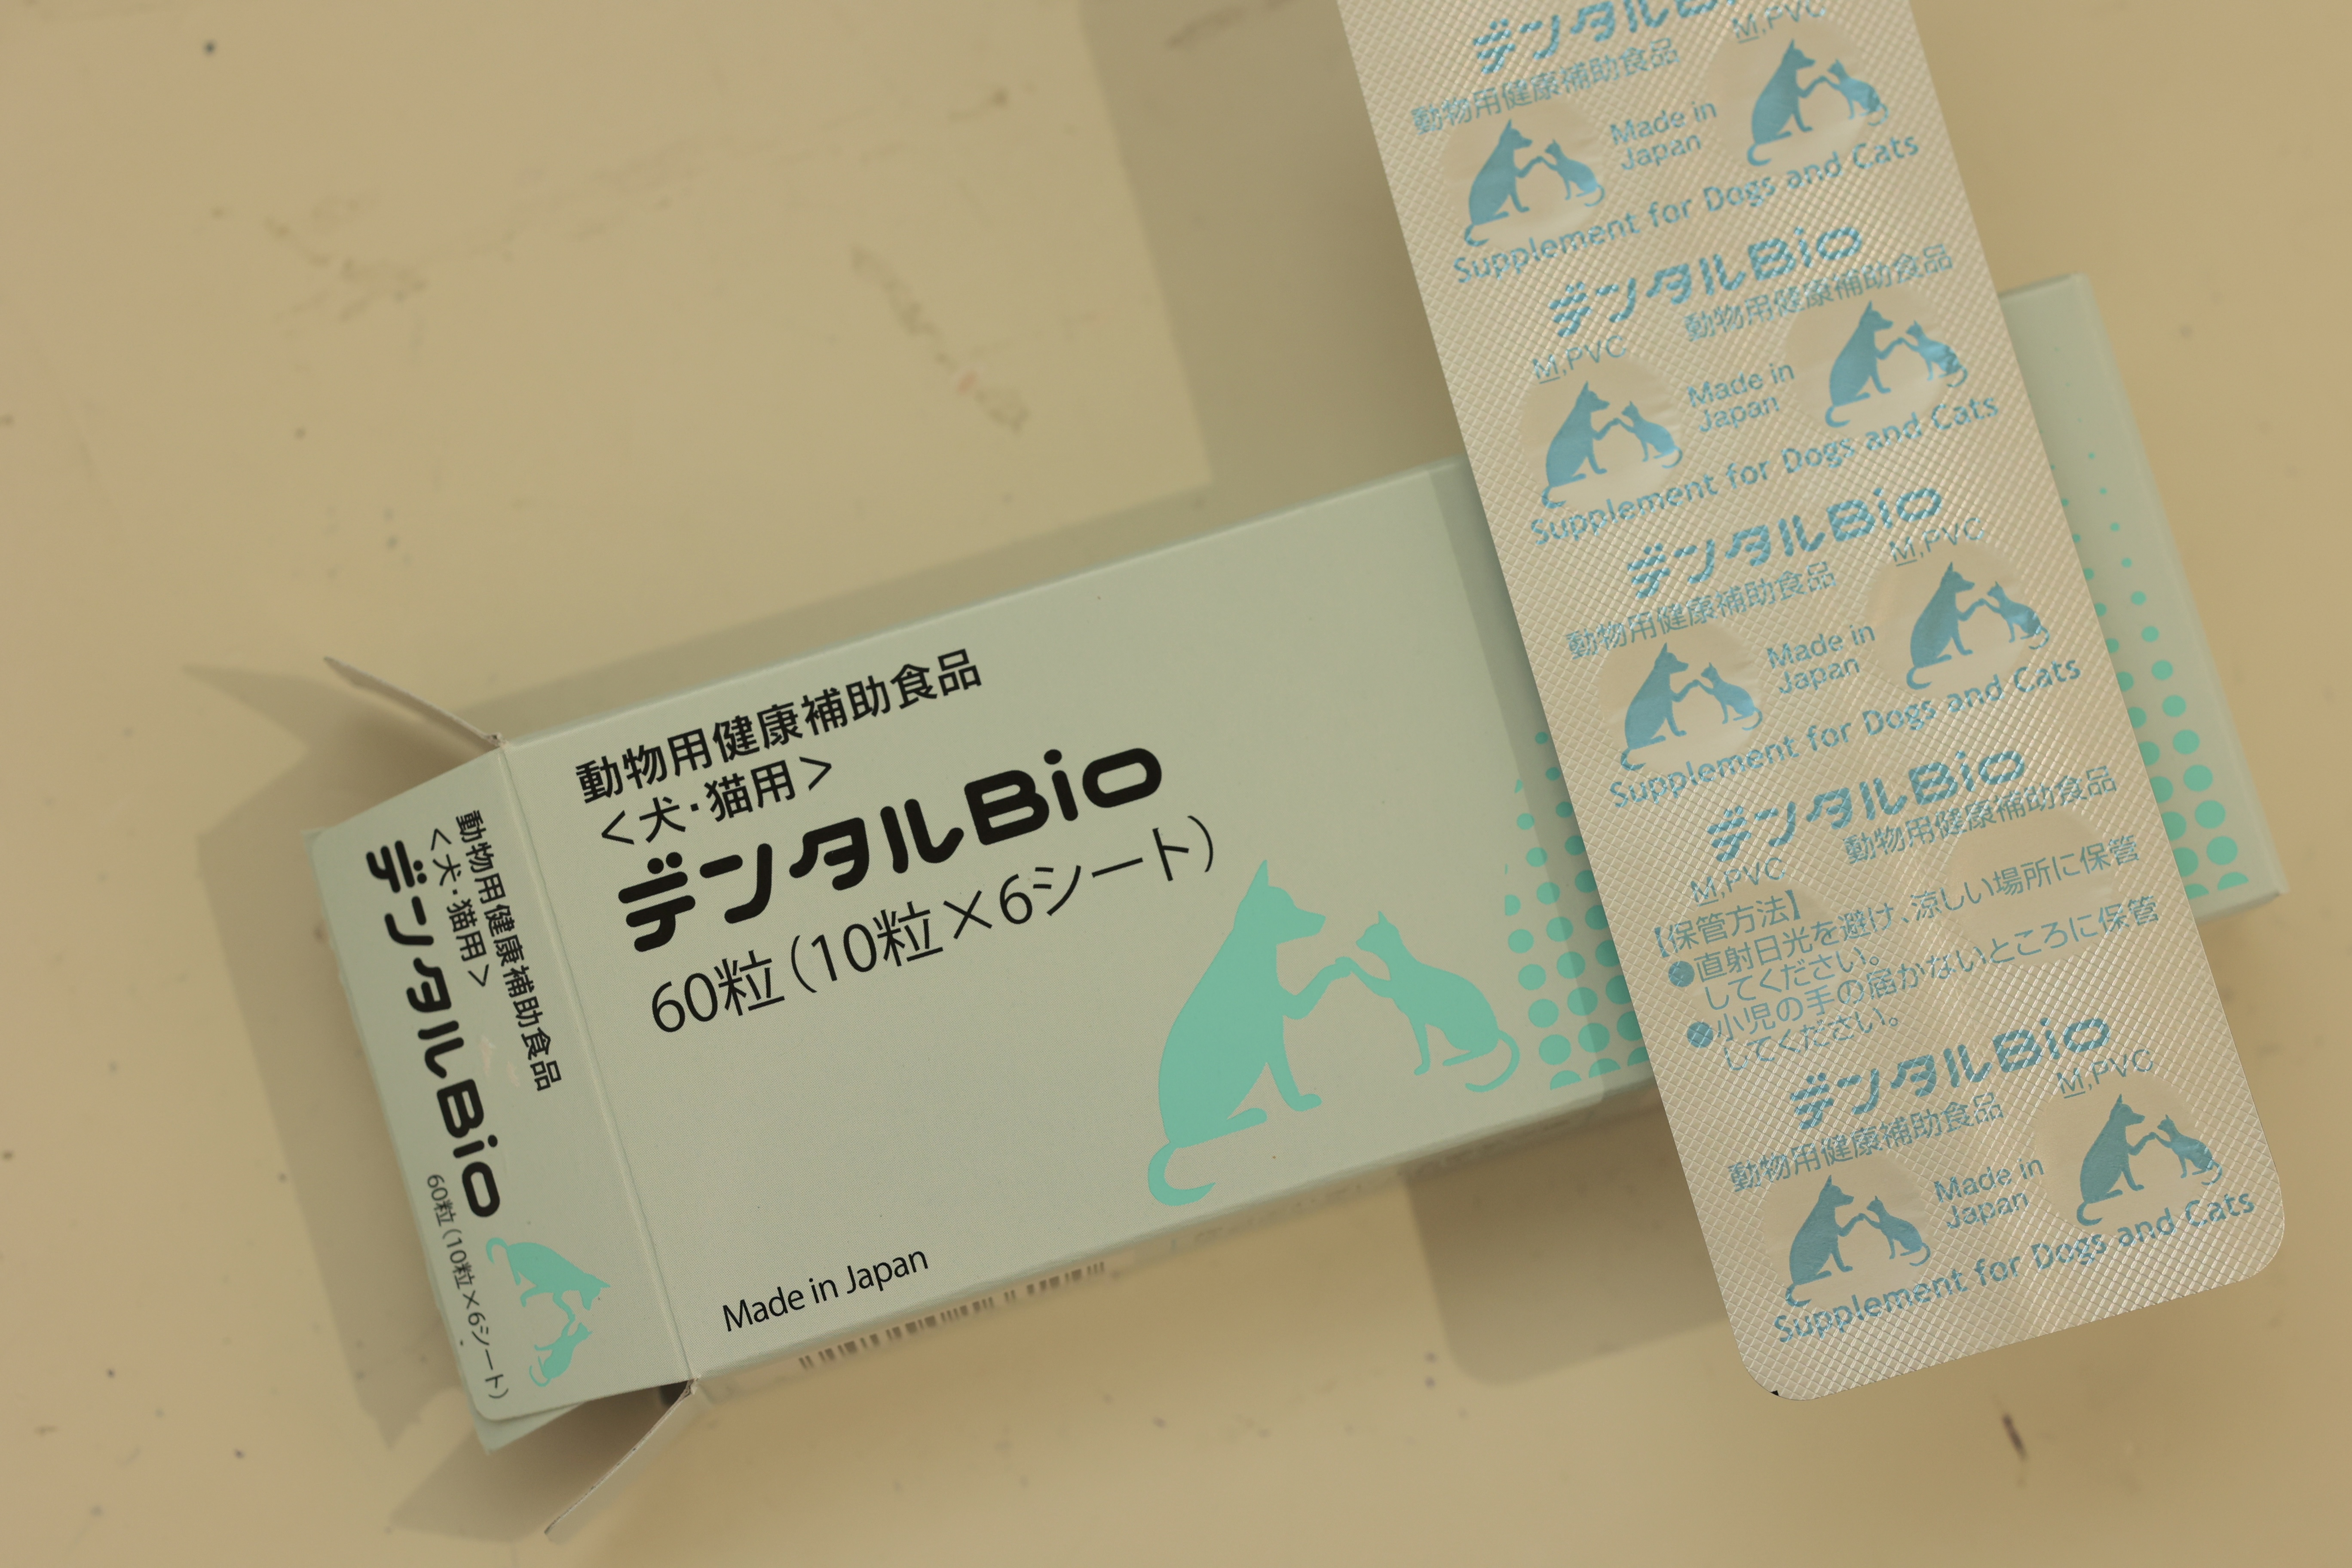 動物用健康補助食品
<犬・猫用>
デンタルBio
60粒(10粒×6シート)
Made in Japan
動物用健康補助食品
<犬・猫用>
デンタルBio
60粒(10粒×6シート)
デンタルB
M,PVC
動物用健康補助食品
Made in
Japan
Supplement for Dogs and Cats
デンタルBio
動物用健康補助食品
M,PVC
Made in
Japan
Supplement for Dogs and Cats
デンタルBio
M,PVC
動物用健康補助食品
Made in
Japan
Supplement for Dogs and Cats
デンタルBio
動物用健康補助食品
M,PVC
【保管方法】
●直射日光を避け、涼しい場所に保管
してください。
●小児の手の届かないところに保管
してください。
デンタルBio
M,PVC
動物用健康補助食品
Made in
Japan
Supplement for Dogs and Cats